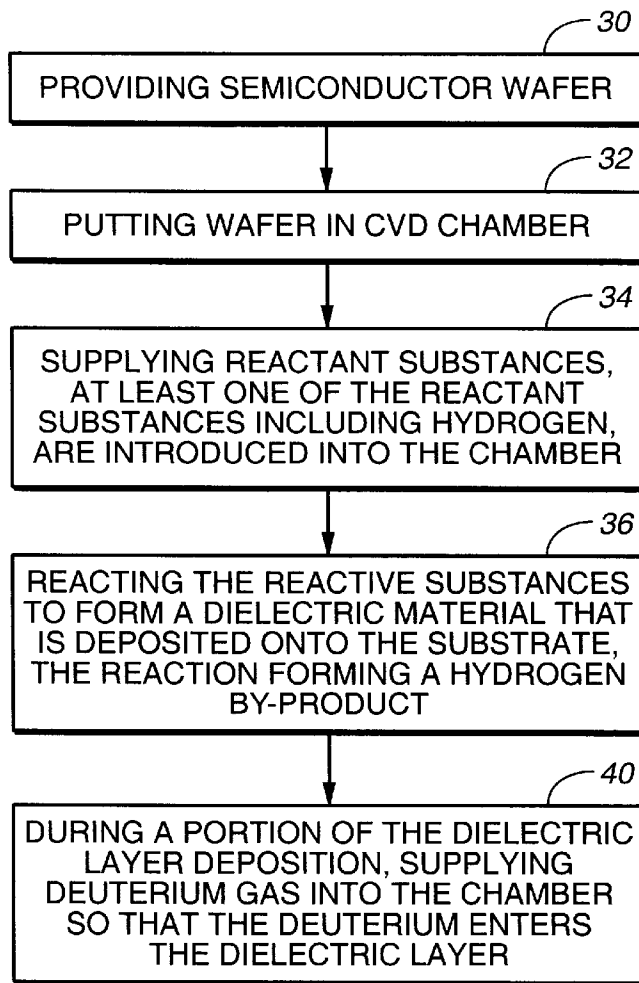 30
PROVIDING SEMICONDUCTOR WAFER
32
PUTTING WAFER IN CVD CHAMBER
34
SUPPLYING REACTANT SUBSTANCES,
AT LEAST ONE OF THE REACTANT
SUBSTANCES INCLUDING HYDROGEN,
ARE INTRODUCED INTO THE CHAMBER
36
REACTING THE REACTIVE SUBSTANCES
TO FORM A DIELECTRIC MATERIAL THAT
IS DEPOSITED ONTO THE SUBSTRATE,
THE REACTION FORMING A HYDROGEN
BY-PRODUCT
40
DURING A PORTION OF THE DIELECTRIC
LAYER DEPOSITION, SUPPLYING
DEUTERIUM GAS INTO THE CHAMBER
SO THAT THE DEUTERIUM ENTERS
THE DIELECTRIC LAYER